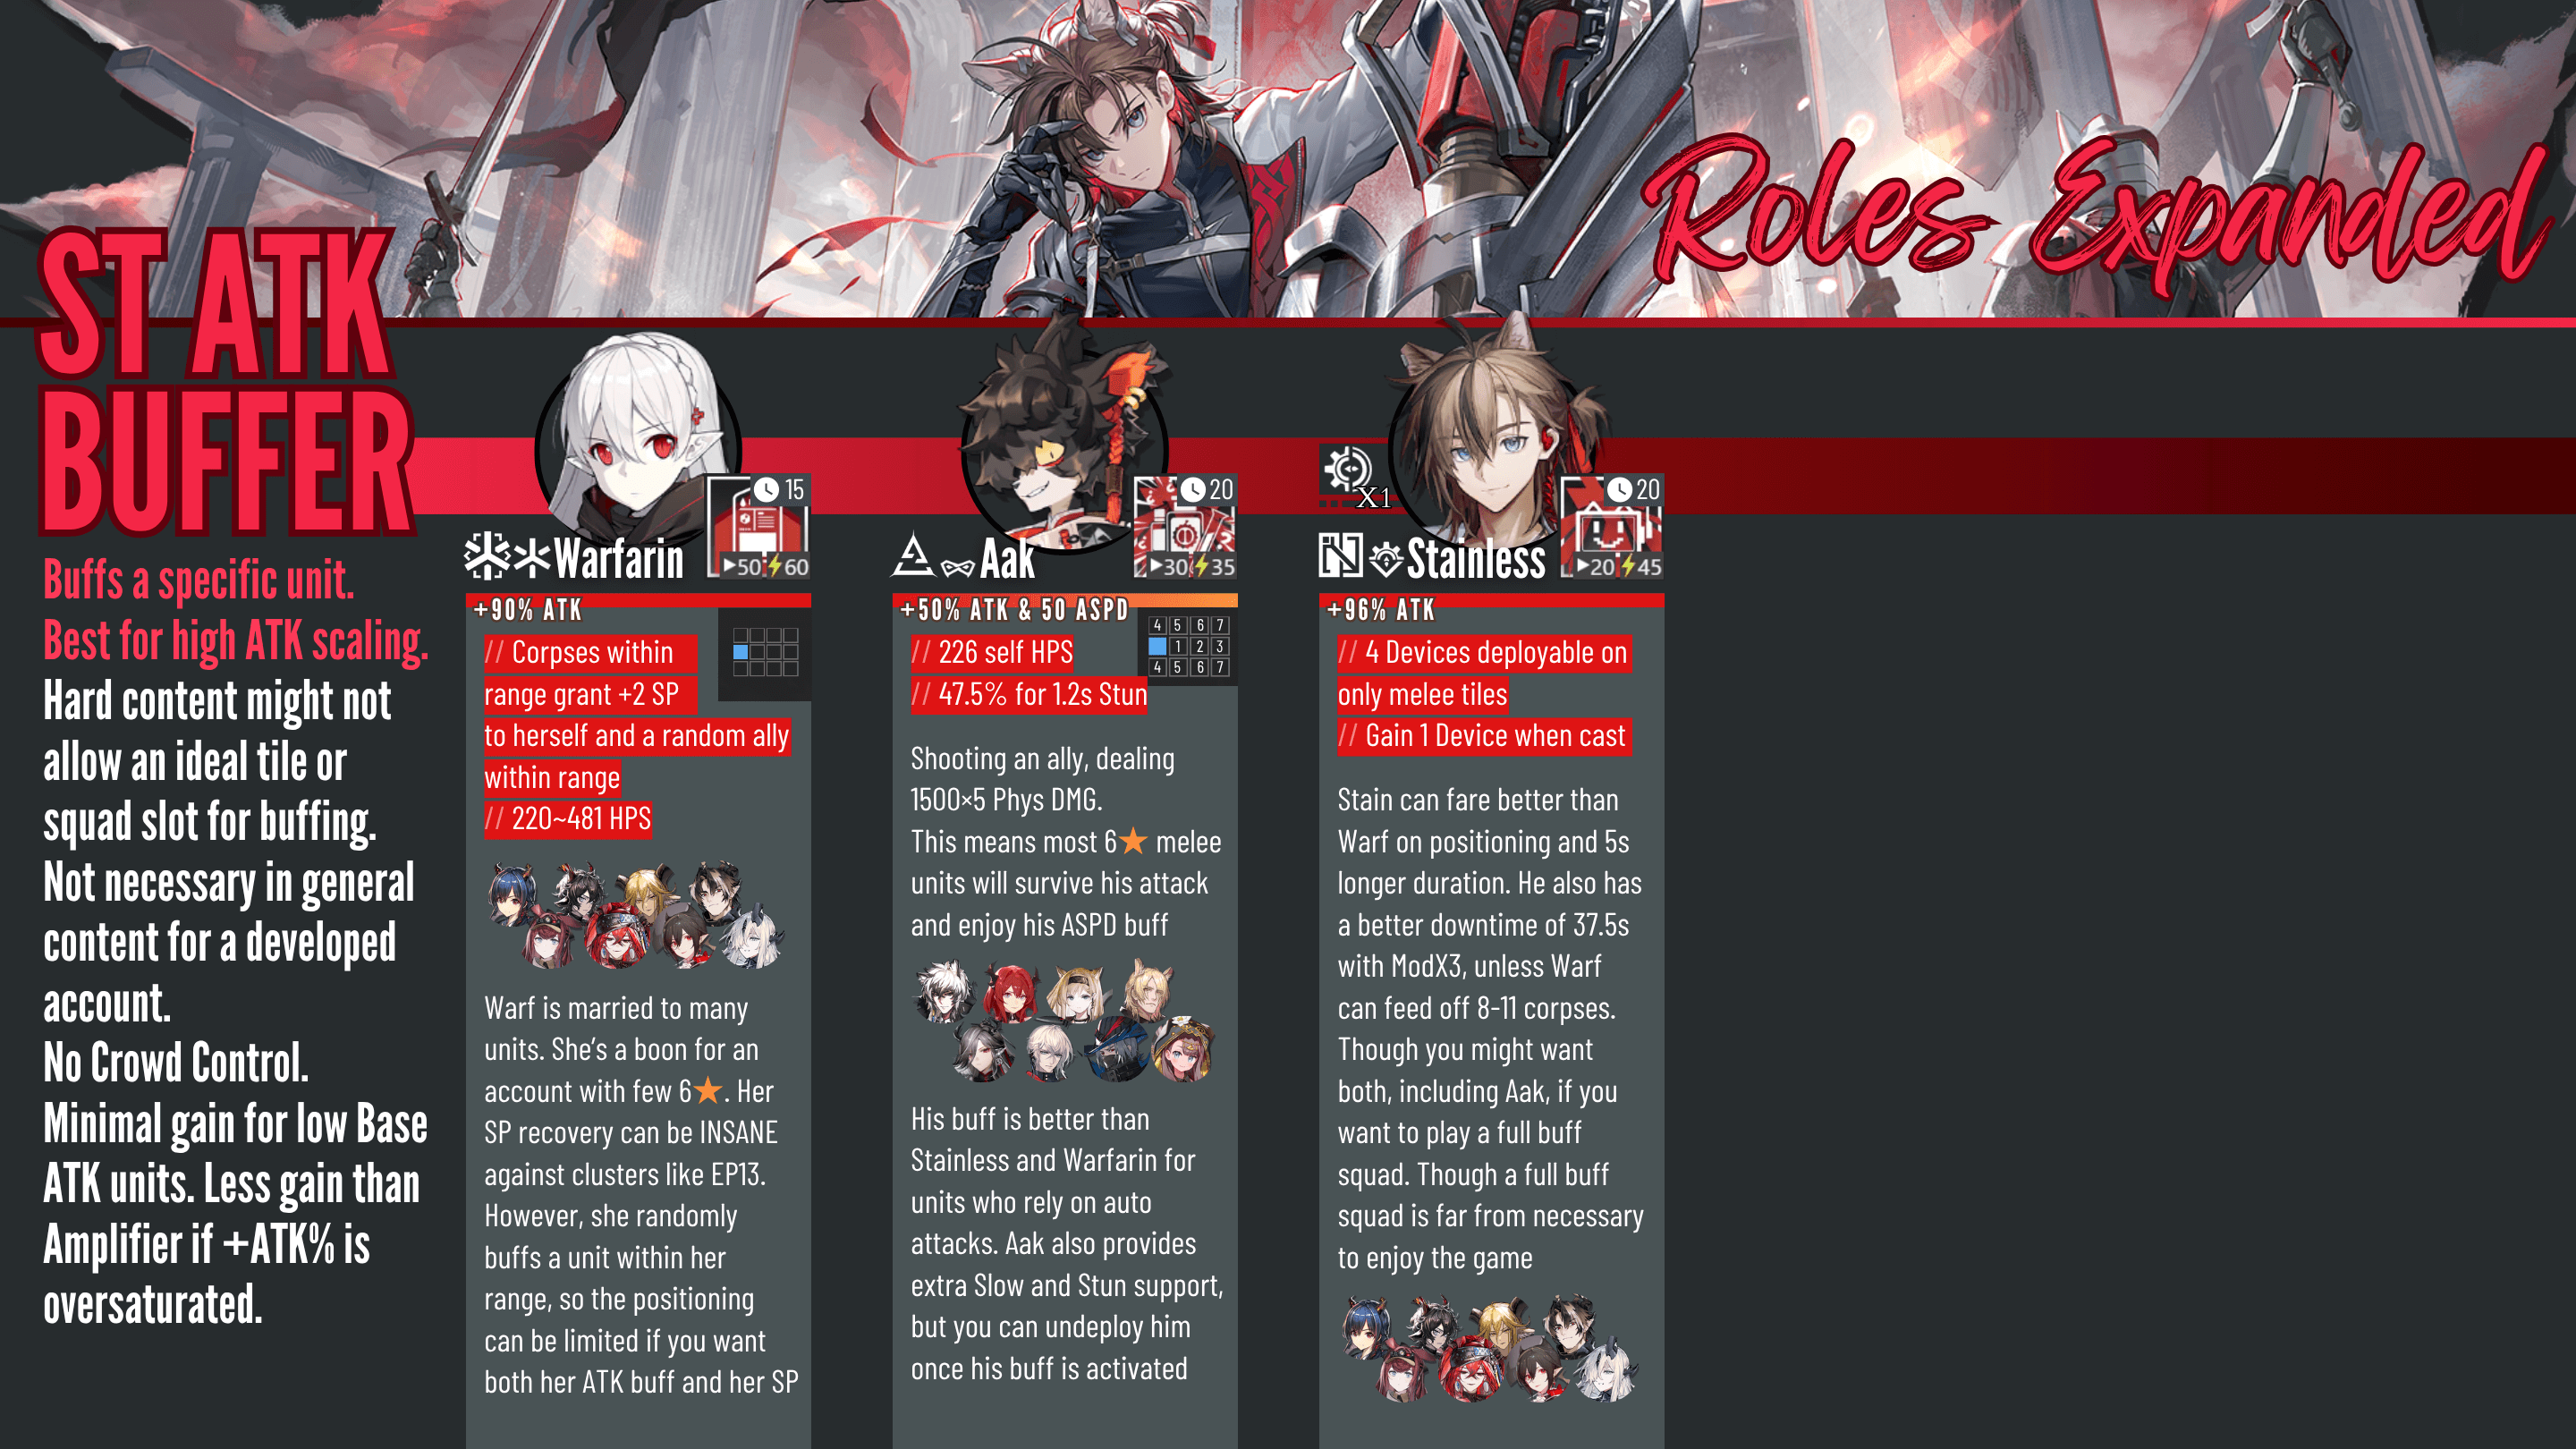 Roles Expanded
ST ATK
BUFFER
Buffs a specific unit.
Best for high ATK scaling.
Hard content might not
allow an ideal tile or
squad slot for buffing.
Not necessary in general
content for a developed
account.
No Crowd Control.
Minimal gain for low Base
ATK units. Less gain than
Amplifier if +ATK% is
oversaturated.
15
50 60
Warfarin
+90% ATK
// Corpses within
range grant +2 SP
to herself and a random ally
within range
// 220~481 HPS
Warf is married to many
units. She's a boon for an
account with few 6★. Her
SP recovery can be INSANE
against clusters like EP13.
However, she randomly
buffs a unit within her
range, so the positioning
can be limited if you want
both her ATK buff and her SP
20
30 35
Aak
+50% ATK & 50 ASPD
4 5 6 7
1 2 3
4 5 6 7
// 226 self HPS
// 47.5% for 1.2s Stun
Shooting an ally, dealing
1500×5 Phys DMG.
This means most 6★ melee
units will survive his attack
and enjoy his ASPD buff
His buff is better than
Stainless and Warfarin for
units who rely on auto
attacks. Aak also provides
extra Slow and Stun support,
but you can undeploy him
once his buff is activated
X1
20
20 45
Stainless
+96% ATK
// 4 Devices deployable on
only melee tiles
// Gain 1 Device when cast
Stain can fare better than
Warf on positioning and 5s
longer duration. He also has
a better downtime of 37.5s
with ModX3, unless Warf
can feed off 8-11 corpses.
Though you might want
both, including Aak, if you
want to play a full buff
squad. Though a full buff
squad is far from necessary
to enjoy the game